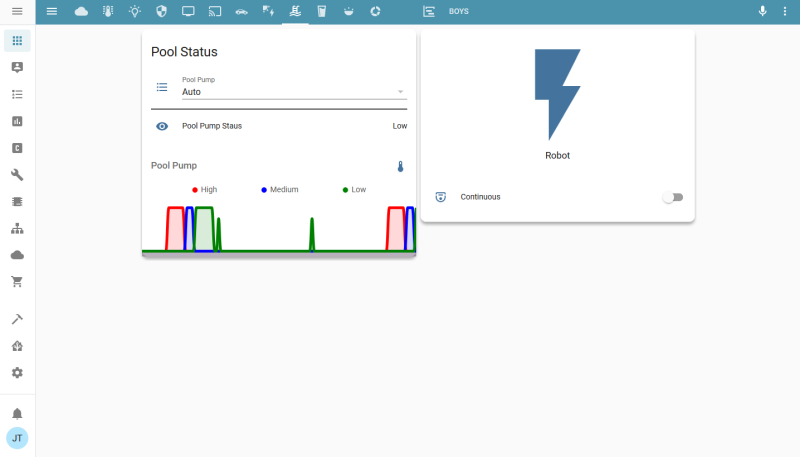 BOYS
Pool Status
Pool Pump
Auto
Pool Pump Staus
Low
Pool Pump
High
Medium
Low
Robot
Continuous
C
JT